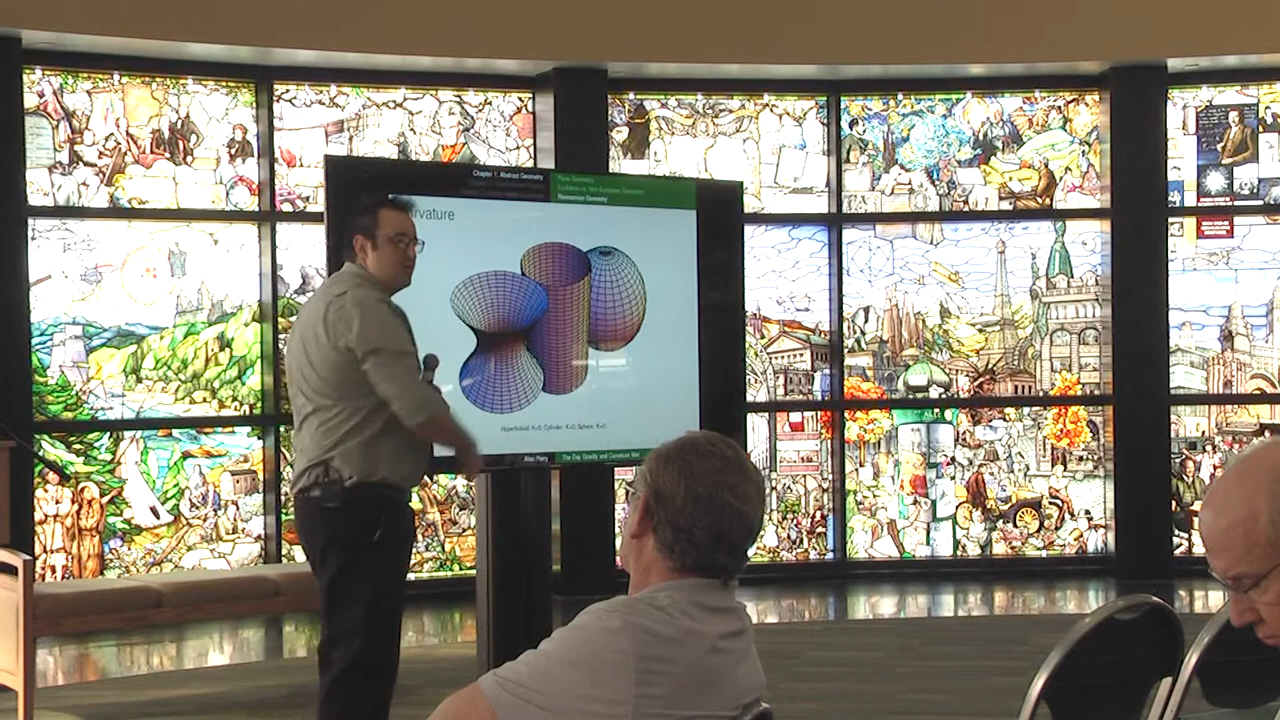 Chapter 1: Abstract Geometry
Plane Geometry
Euclidean vs. Non-Euclidean Geometry
Riemannian Geometry
rvature
Hyperboloid: K<0; Cylinder: K=0; Sphere: K>0
Allan Perry
The Day Gravity and Curvature Met